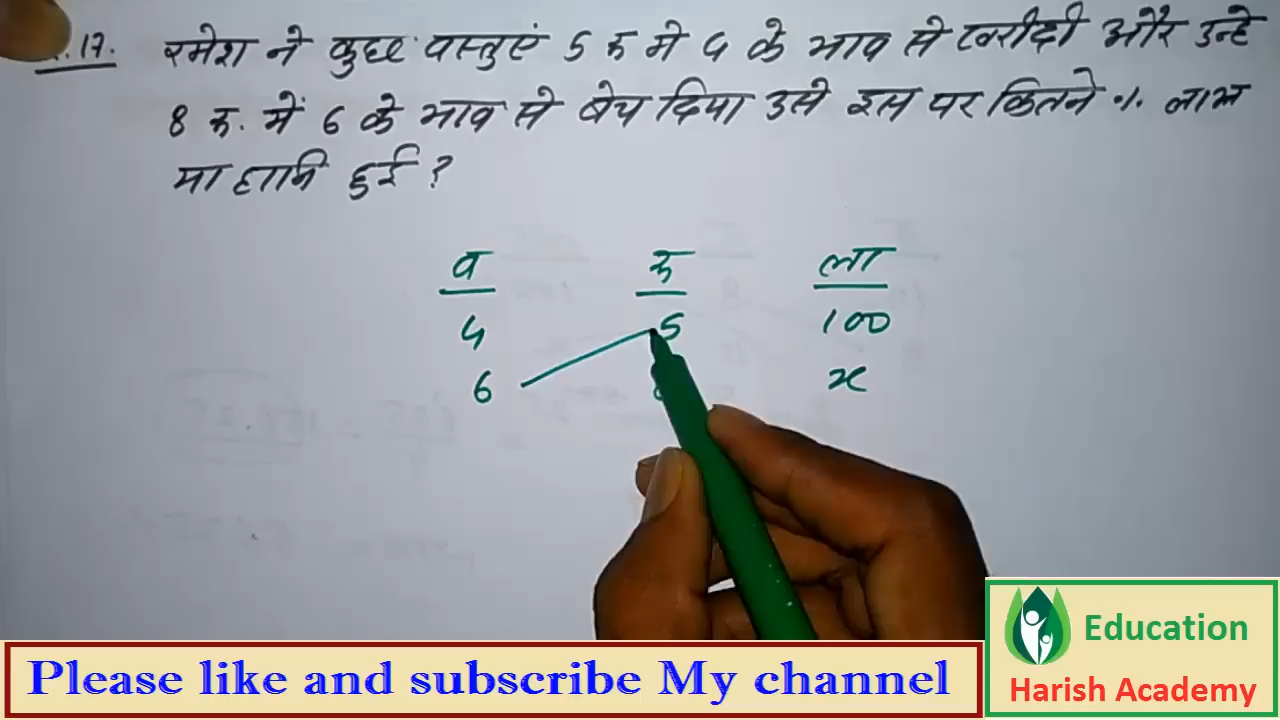 .17. रमेश ने कुछ वस्तुएं 5 रु मे 4 के भाव से खरीदी और उन्हे
8 रु. में 6 के भाव से बेच दिया उसे इस पर कितने %. लाभ
या हानि हुई ?
व रु ला
4 5 100
6 x
Education
Harish Academy
Please like and subscribe My channel